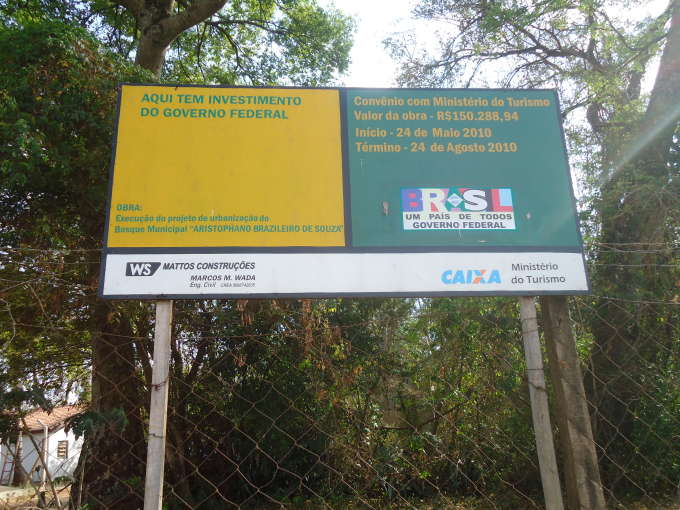 AQUI TEM INVESTIMENTO
DO GOVERNO FEDERAL
OBRA:
Execução do projeto de urbanização do
Bosque Municipal "ARISTOPHANO BRAZILEIRO DE SOUZA"
Convênio com Ministério do Turismo
Valor da obra - R$150.288,94
Início - 24 de Maio 2010
Término - 24 de Agosto 2010
BRASIL
UM PAÍS DE TODOS
GOVERNO FEDERAL
WS MATTOS CONSTRUÇÕES
MARCOS M. WADA
Eng. Civil CREA
CAIXA
Ministério
do Turismo